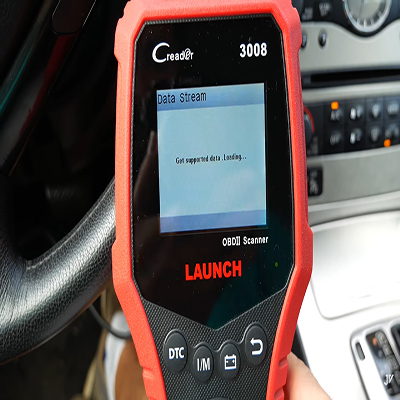 Creader 3008
Data Stream
Get supported data .Loading...
OBDII Scanner
LAUNCH
DTC
I/M